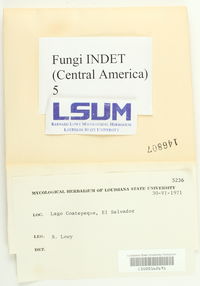 Fungi INDET
(Central America)
5
LSUM
BERNARD LOWY MYCOLOGICAL HERBARIUM
LOUISIANA STATE UNIVERSITY
146807
5236
MYCOLOGICAL HERBARIUM OF LOUISIANA STATE UNIVERSITY
30-VI-1971
LOC. Lago Coatepeque, El Salvador
LEG. B. Lowy
DET.